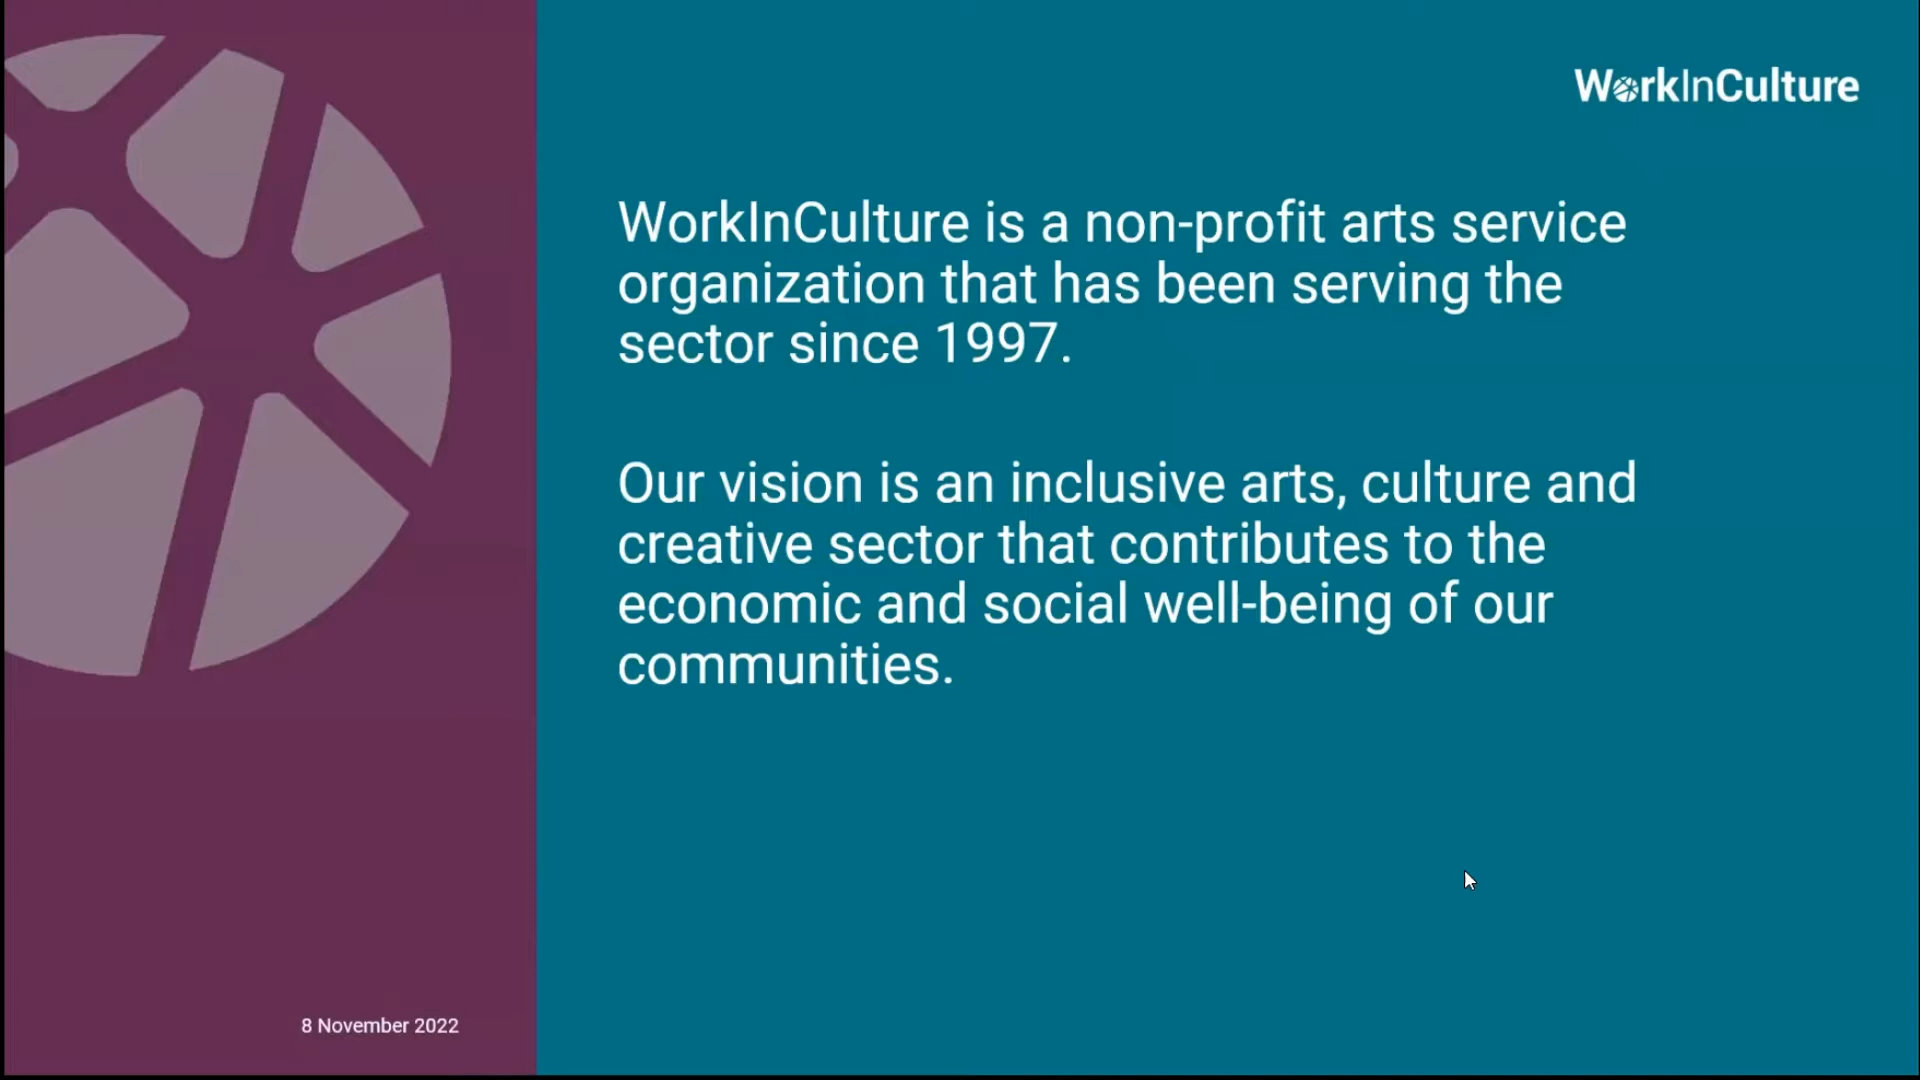 WorkInCulture
WorkInCulture is a non-profit arts service
organization that has been serving the
sector since 1997.
Our vision is an inclusive arts, culture and
creative sector that contributes to the
economic and social well-being of our
communities.
8 November 2022